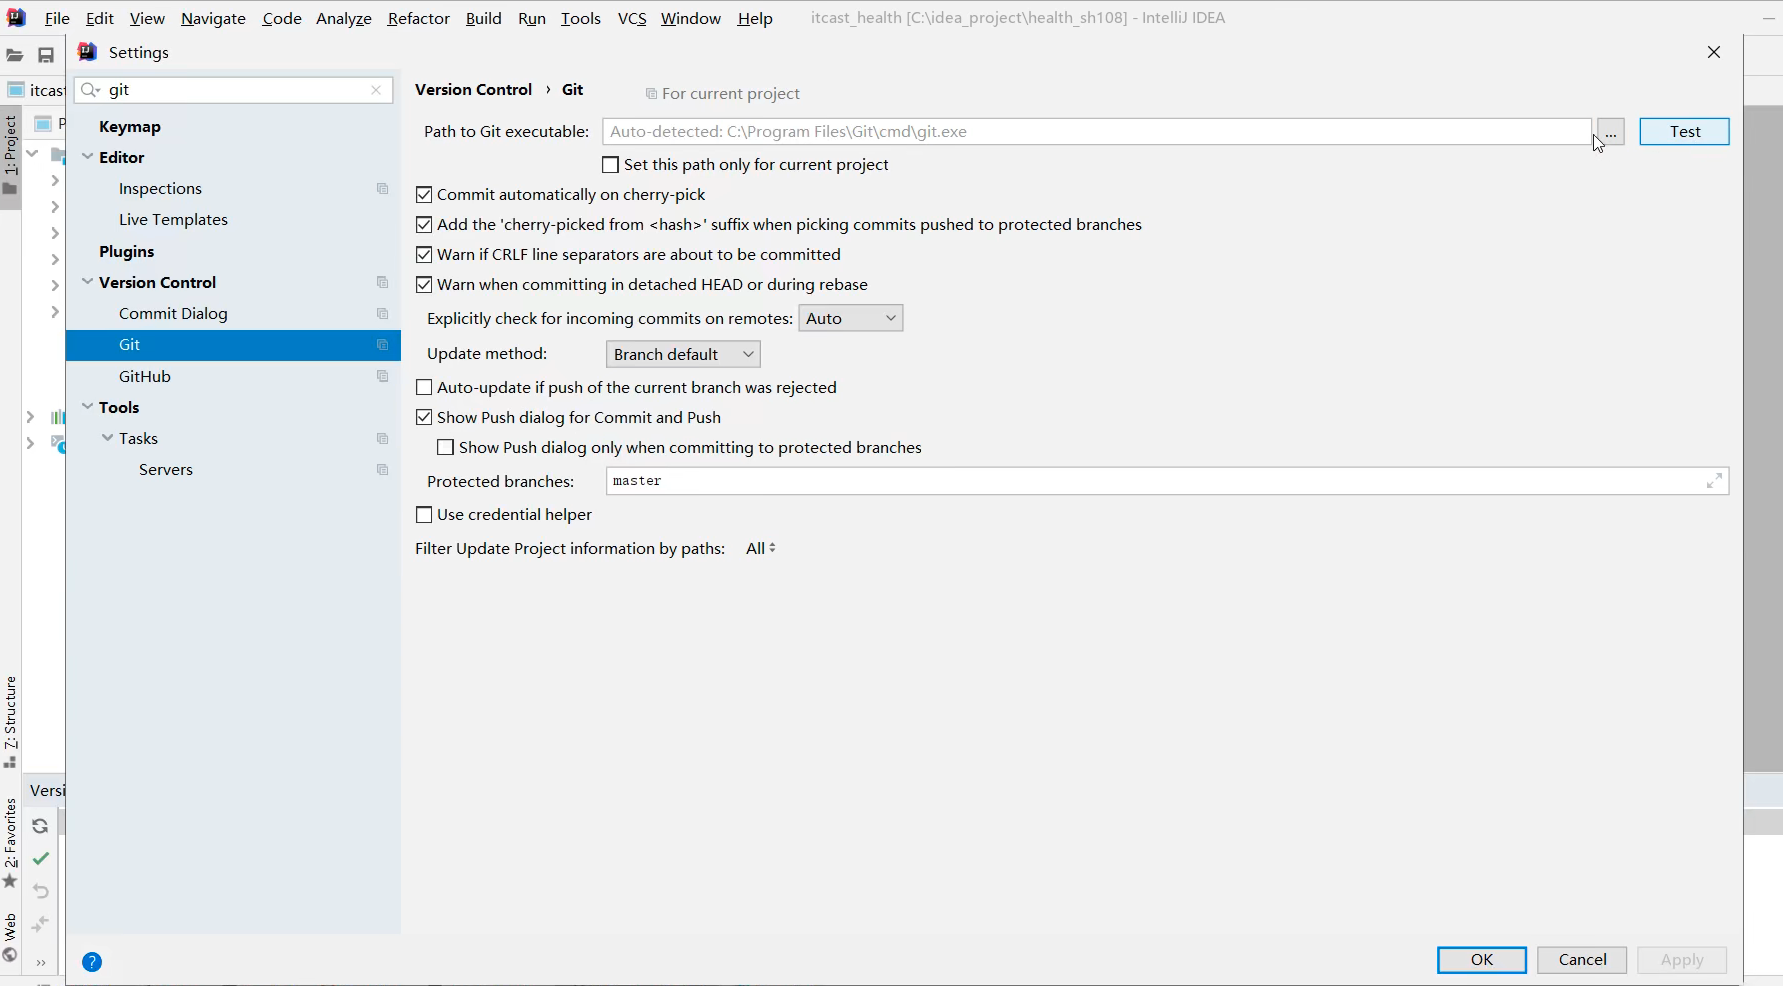 File Edit View Navigate Code Analyze Refactor Build Run Tools VCS Window Help itcast_health [C:\idea_project\health_sh108] - IntelliJ IDEA
Settings
git
itcast
Version Control › Git
For current project
1: Project
Path to Git executable: Auto-detected: C:\Program Files\Git\cmd\git.exe ... Test
Set this path only for current project
Keymap
Editor
Inspections
Live Templates
Plugins
Version Control
Commit Dialog
Git
GitHub
Tools
Tasks
Servers
Commit automatically on cherry-pick
Add the 'cherry-picked from <hash>' suffix when picking commits pushed to protected branches
Warn if CRLF line separators are about to be committed
Warn when committing in detached HEAD or during rebase
Explicitly check for incoming commits on remotes: Auto
Update method: Branch default
Auto-update if push of the current branch was rejected
Show Push dialog for Commit and Push
Show Push dialog only when committing to protected branches
Protected branches: master
Use credential helper
Filter Update Project information by paths: All
7: Structure
Versi
2: Favorites
Web
?
OK Cancel Apply